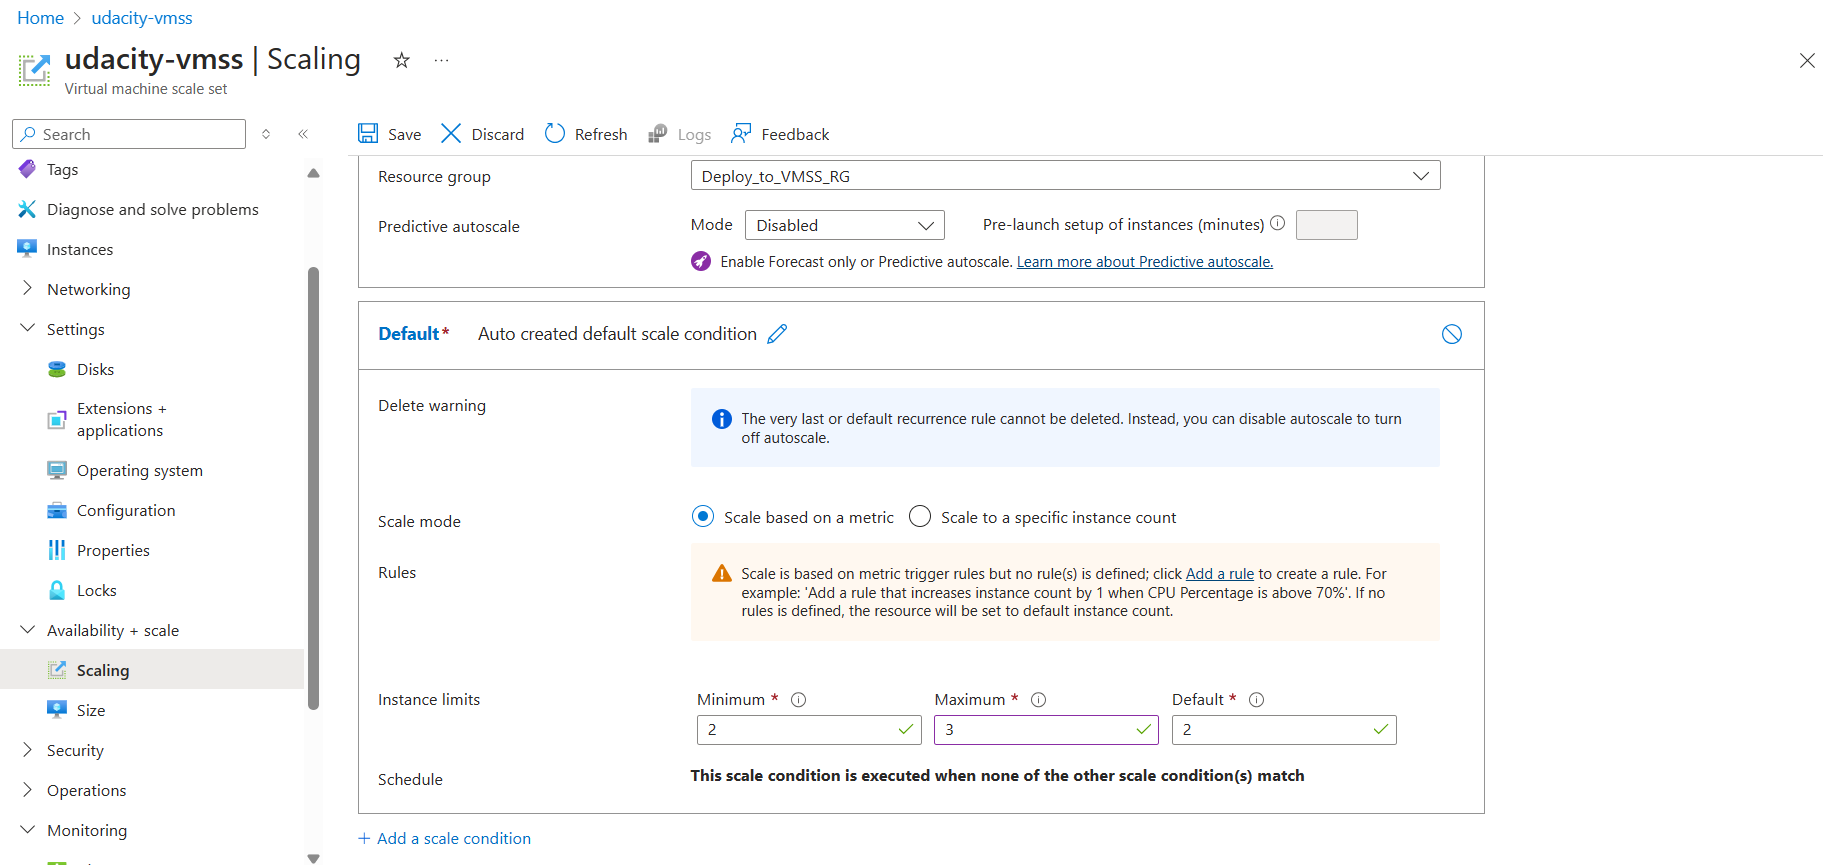 Home > udacity-vmss
udacity-vmss | Scaling
Virtual machine scale set
Search
Save
Discard
Refresh
Logs
Feedback
Tags
Diagnose and solve problems
Instances
Networking
Settings
Disks
Extensions +
applications
Operating system
Configuration
Properties
Locks
Availability + scale
Scaling
Size
Security
Operations
Monitoring
Resource group
Deploy_to_VMSS_RG
Predictive autoscale
Mode
Disabled
Pre-launch setup of instances (minutes)
Enable Forecast only or Predictive autoscale. Learn more about Predictive autoscale.
Default* Auto created default scale condition
Delete warning
The very last or default recurrence rule cannot be deleted. Instead, you can disable autoscale to turn
off autoscale.
Scale mode
Scale based on a metric
Scale to a specific instance count
Rules
Scale is based on metric trigger rules but no rule(s) is defined; click Add a rule to create a rule. For
example: 'Add a rule that increases instance count by 1 when CPU Percentage is above 70%'. If no
rules is defined, the resource will be set to default instance count.
Instance limits
Minimum *
Maximum *
Default *
2
3
2
Schedule
This scale condition is executed when none of the other scale condition(s) match
+ Add a scale condition